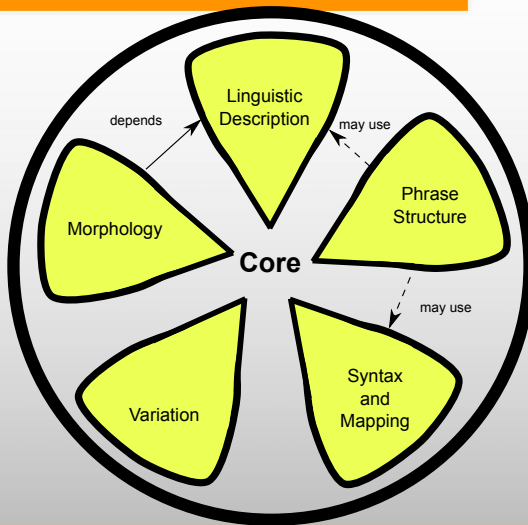 Linguistic
Description
depends
may use
Morphology
Phrase
Structure
Core
may use
Variation
Syntax
and
Mapping